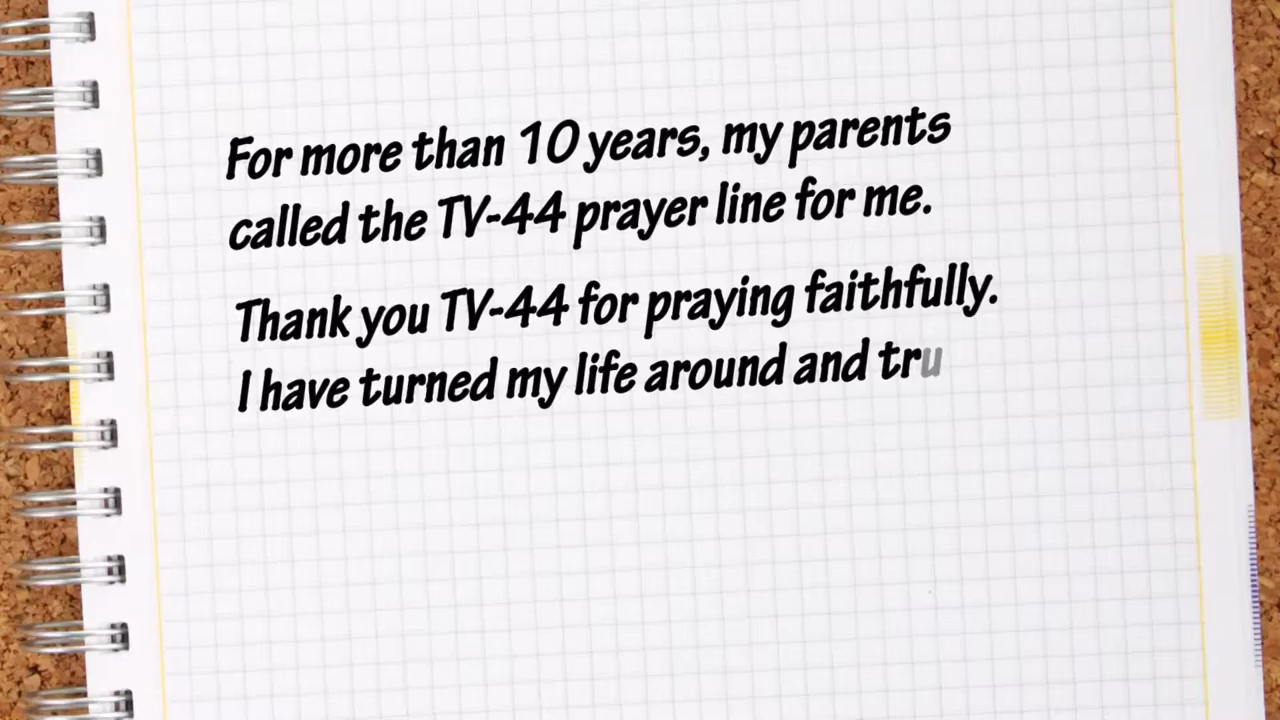 For more than 10 years, my parents
called the TV-44 prayer line for me.
Thank you TV-44 for praying faithfully.
I have turned my life around and tru